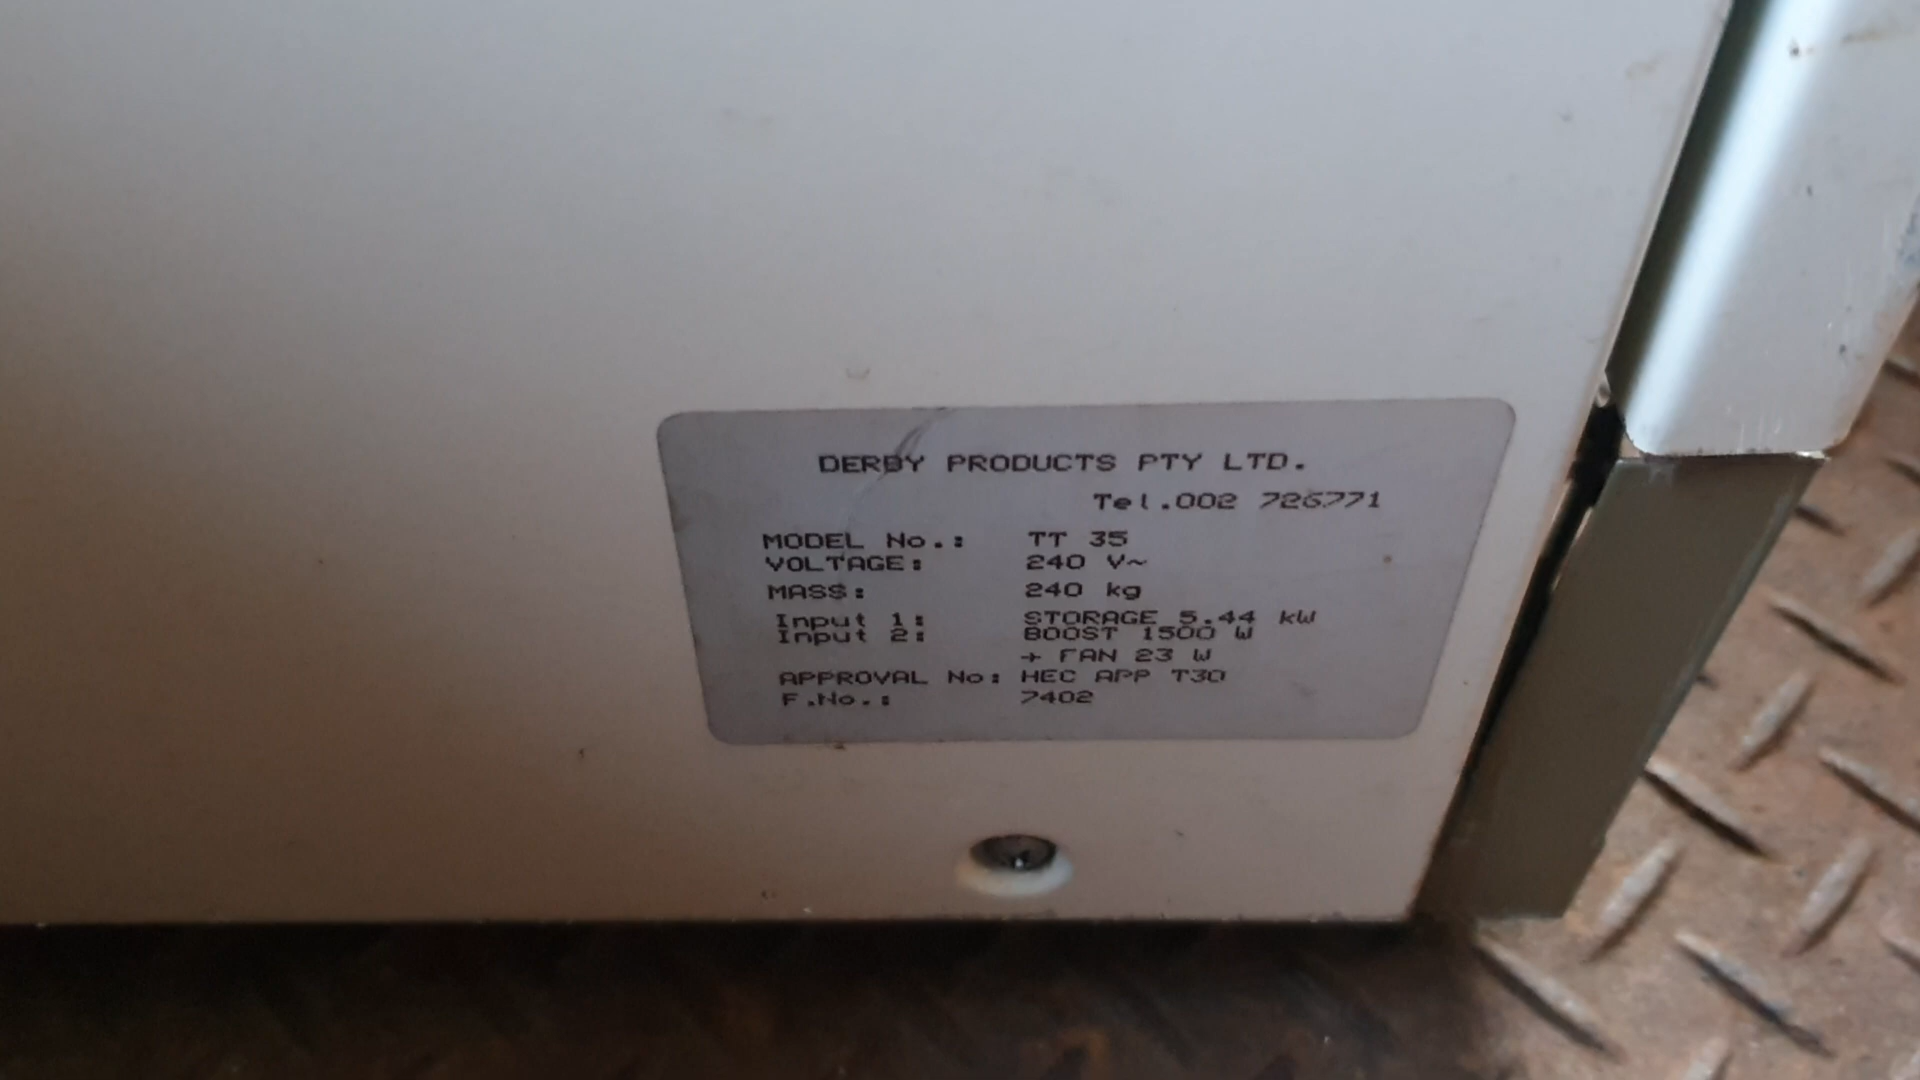 DERBY PRODUCTS PTY LTD.
Tel.002 726771
MODEL No.: TT 35
VOLTAGE: 240 V~
MASS: 240 kg
Input 1: STORAGE 5.44 kW
Input 2: BOOST 1500 W
+ FAN 23 W
APPROVAL No: HEC APP T30
F.No.: 7402